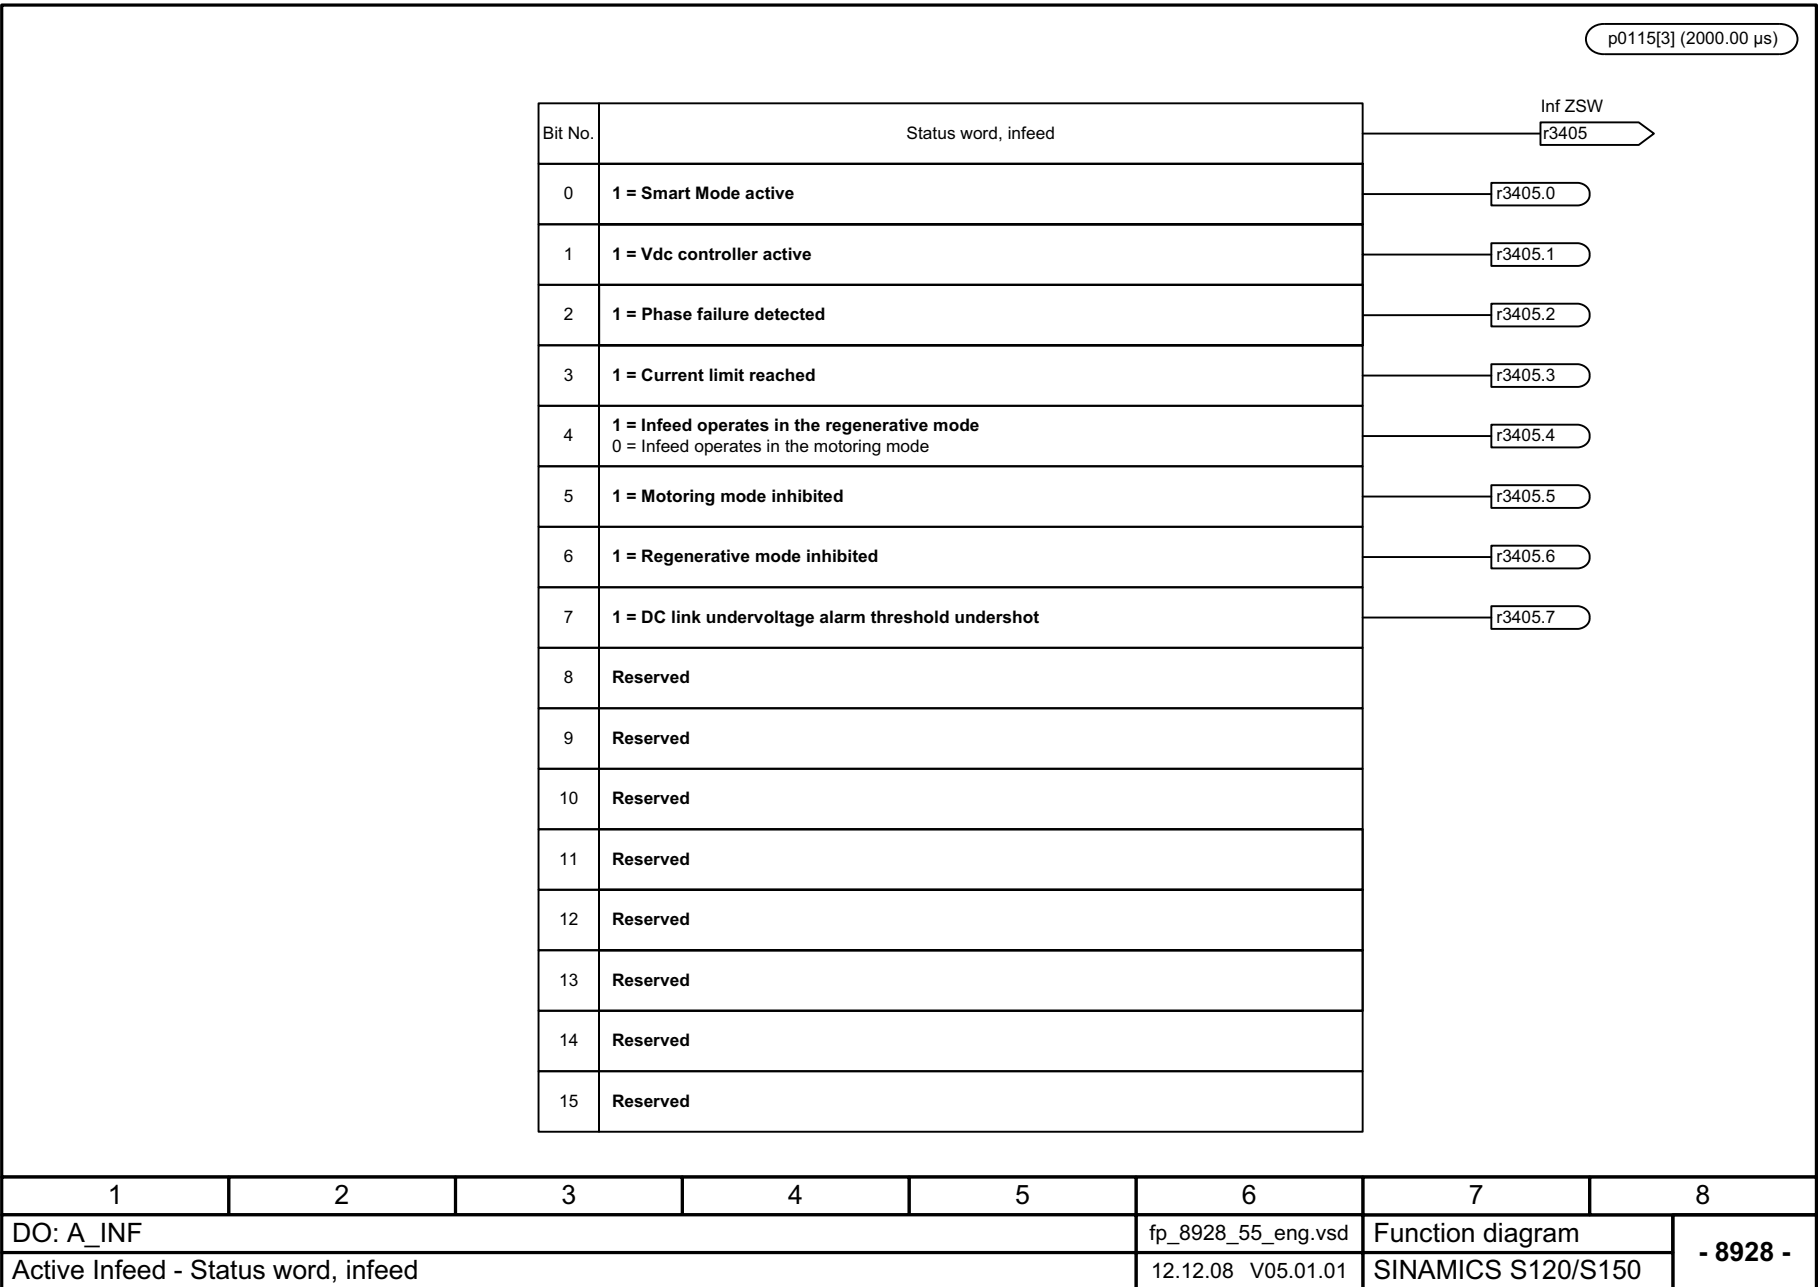 p0115[3] (2000.00 µs)
Inf ZSW
Bit No. Status word, infeed r3405
0 1 = Smart Mode active r3405.0
1 1 = Vdc controller active r3405.1
2 1 = Phase failure detected r3405.2
3 1 = Current limit reached r3405.3
4 1 = Infeed operates in the regenerative mode
0 = Infeed operates in the motoring mode r3405.4
5 1 = Motoring mode inhibited r3405.5
6 1 = Regenerative mode inhibited r3405.6
7 1 = DC link undervoltage alarm threshold undershot r3405.7
8 Reserved
9 Reserved
10 Reserved
11 Reserved
12 Reserved
13 Reserved
14 Reserved
15 Reserved
1 2 3 4 5 6 7 8
DO: A_INF fp_8928_55_eng.vsd Function diagram
- 8928 -
Active Infeed - Status word, infeed 12.12.08 V05.01.01 SINAMICS S120/S150